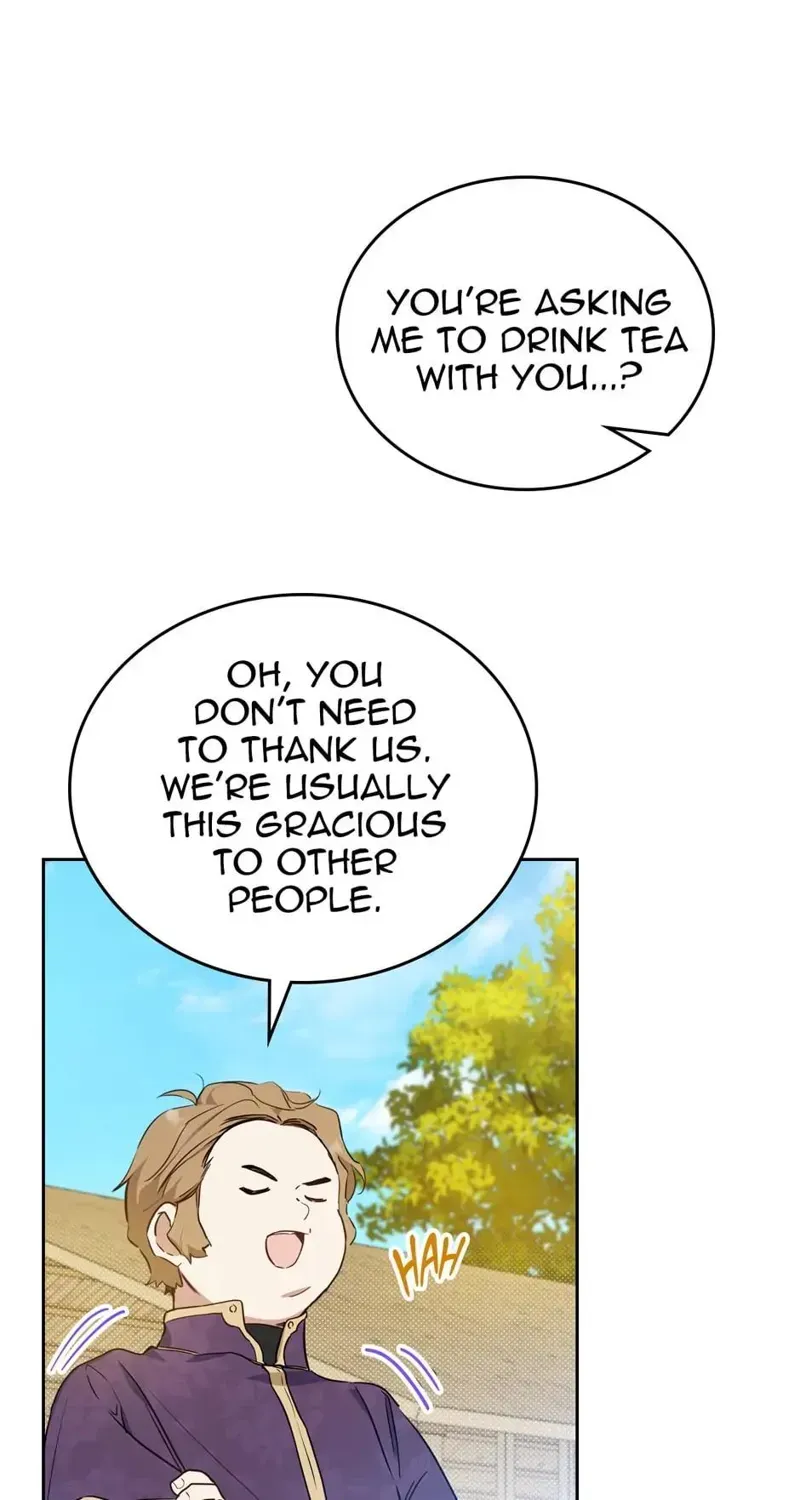 YOU'RE ASKING
ME TO DRINK TEA
WITH YOU...?
OH, YOU
DON'T NEED
TO THANK US.
WE'RE USUALLY
THIS GRACIOUS
TO OTHER
PEOPLE.
HAH